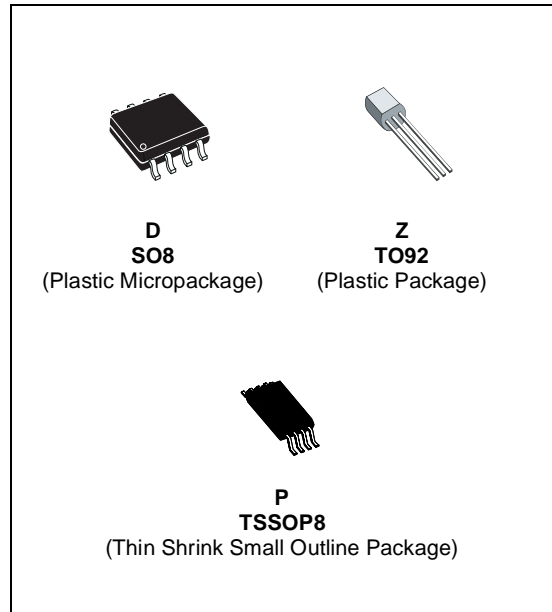 D
SO8
(Plastic Micropackage)
Z
TO92
(Plastic Package)
P
TSSOP8
(Thin Shrink Small Outline Package)